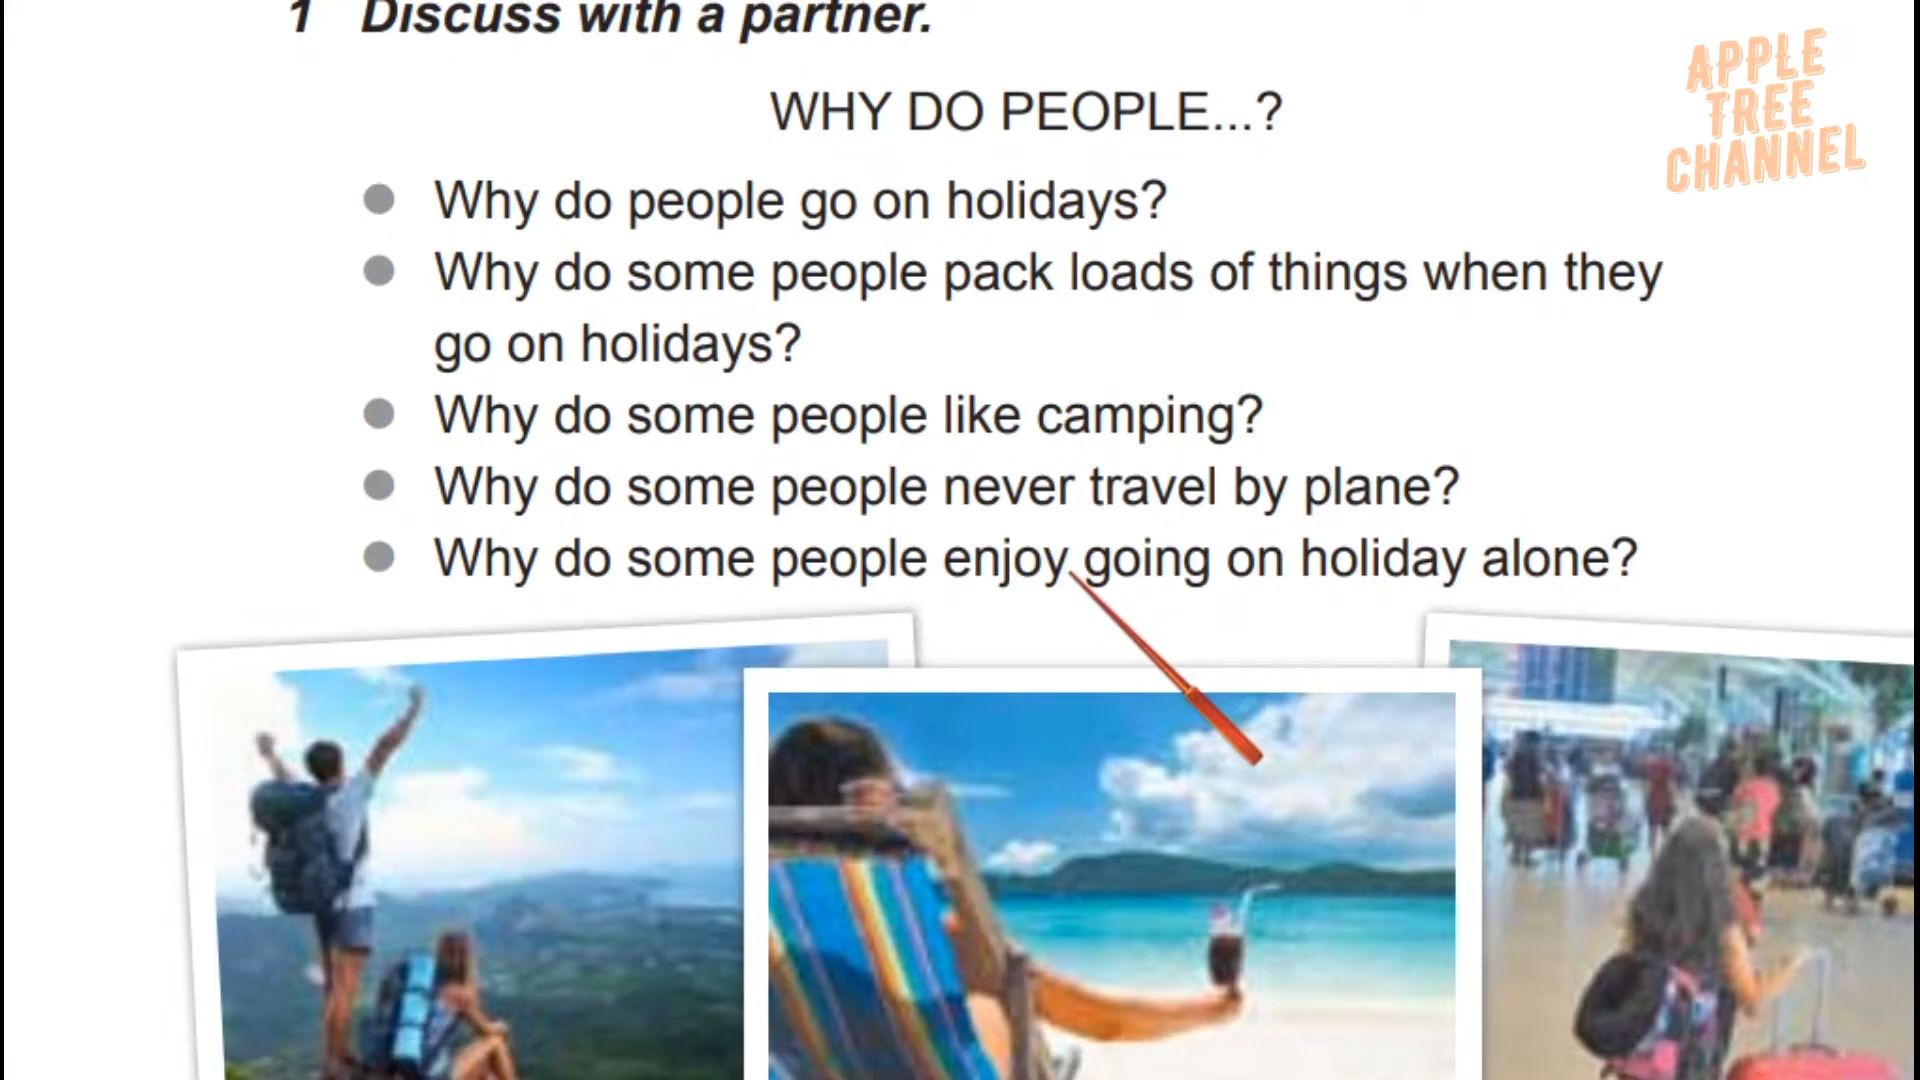 1 Discuss with a partner.
WHY DO PEOPLE...?
Why do people go on holidays?
Why do some people pack loads of things when they
go on holidays?
Why do some people like camping?
Why do some people never travel by plane?
Why do some people enjoy going on holiday alone?
APPLE
TREE
CHANNEL